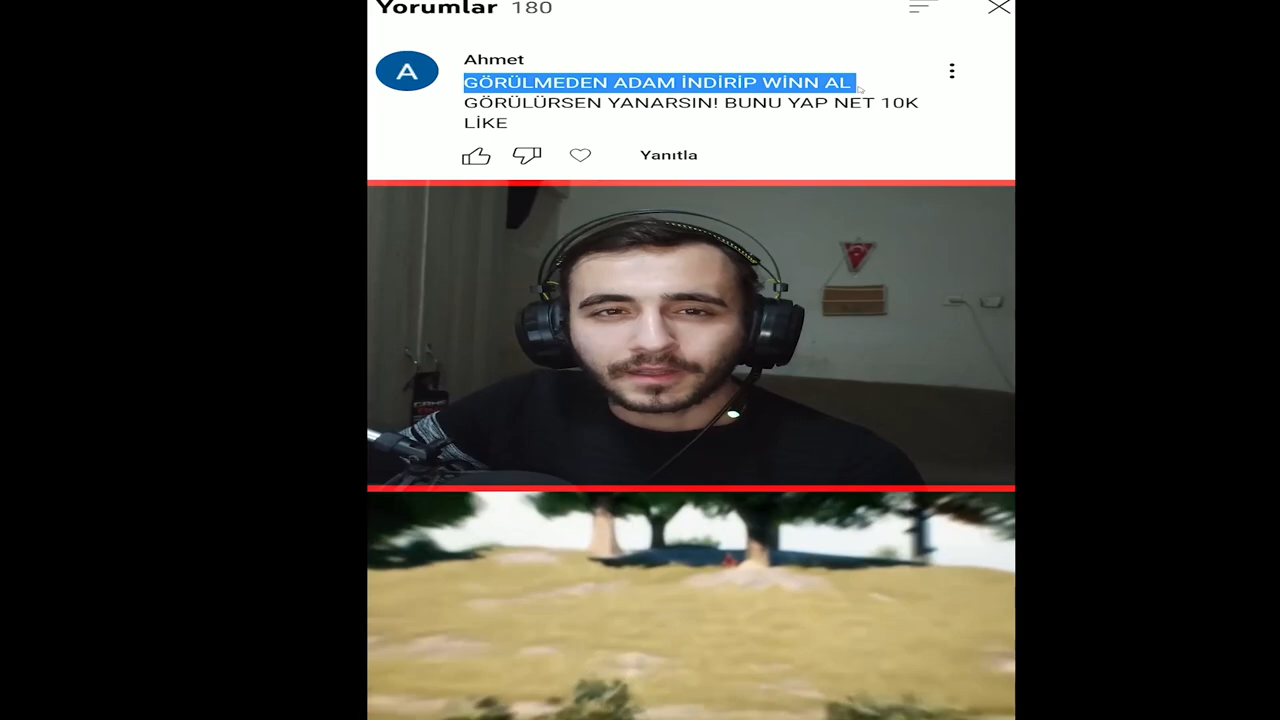 Yorumlar 180
Ahmet
A
GÖRÜLMEDEN ADAM İNDİRİP WİNN AL
GÖRÜLÜRSEN YANARSIN! BUNU YAP NET 10K
LİKE
Yanıtla